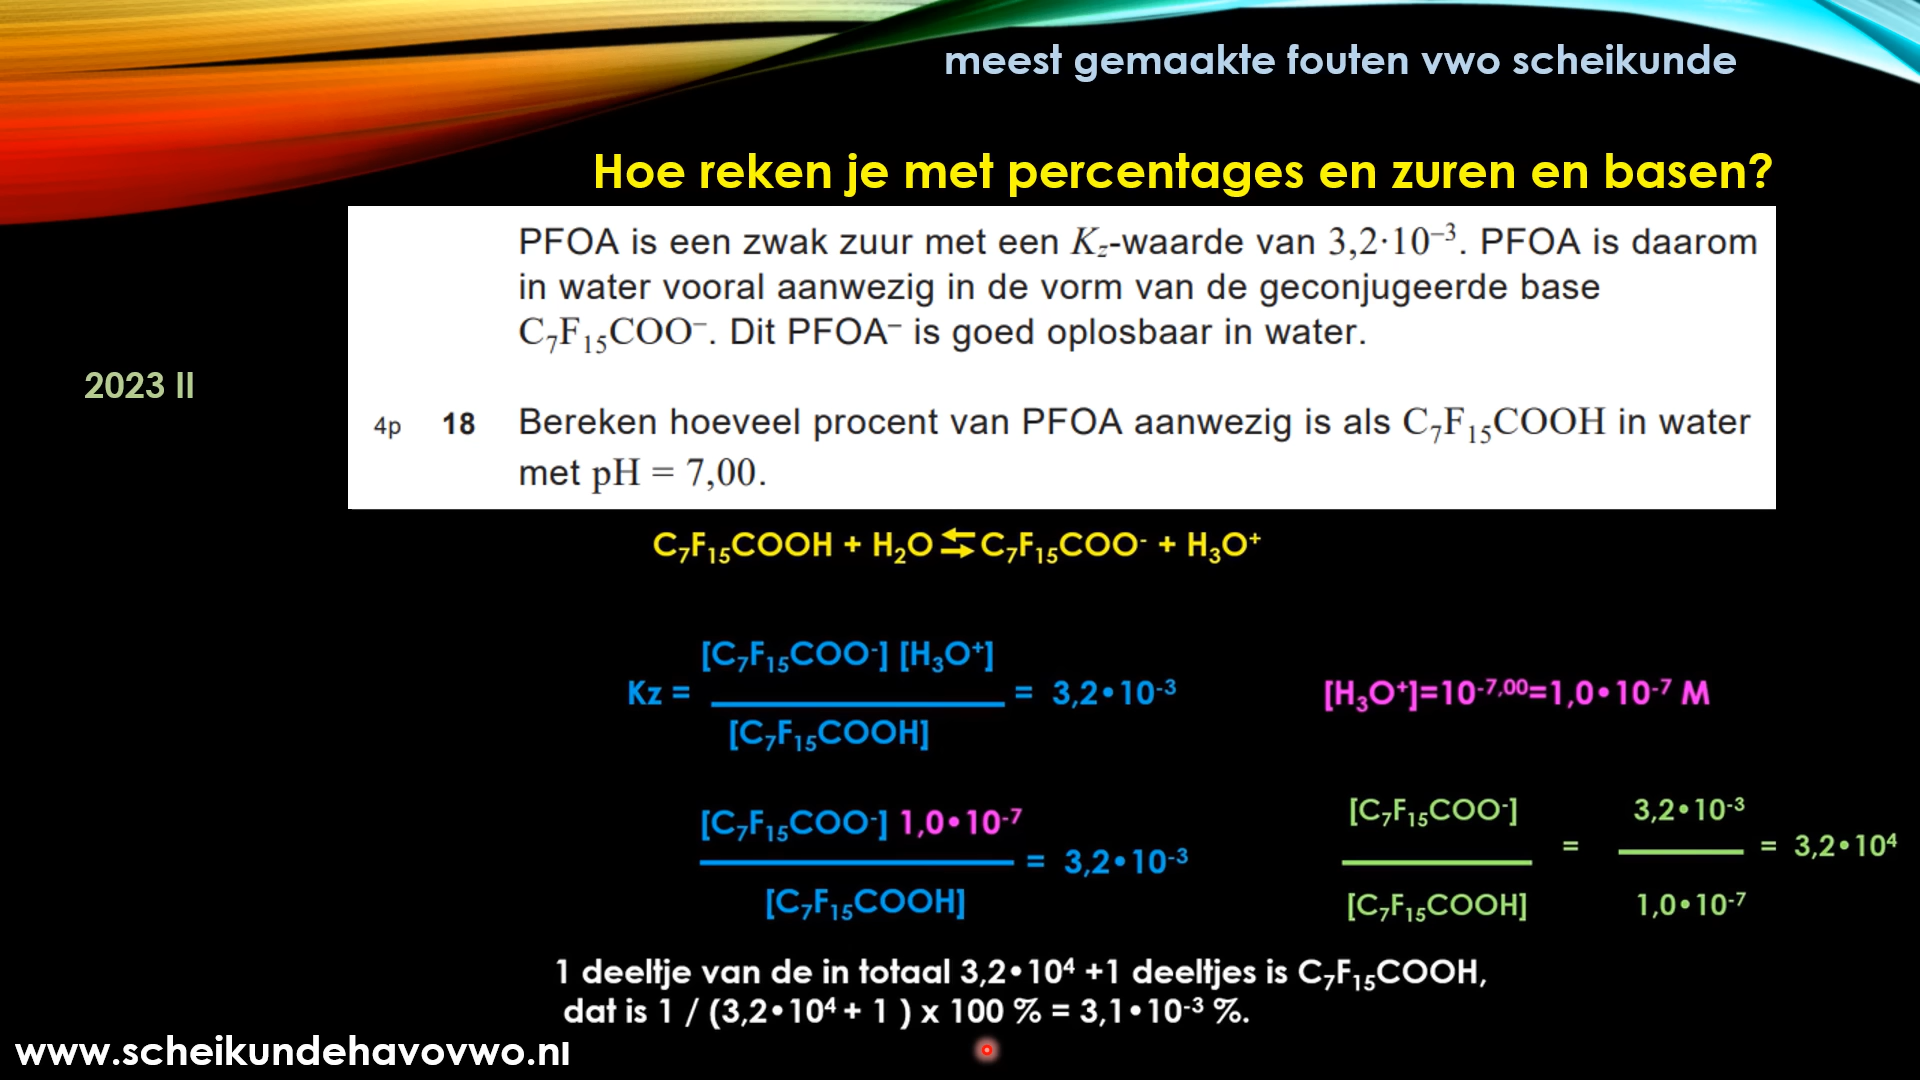 meest gemaakte fouten vwo scheikunde
Hoe reken je met percentages en zuren en basen?
PFOA is een zwak zuur met een K_z-waarde van 3,2·10⁻³. PFOA is daarom
in water vooral aanwezig in de vorm van de geconjugeerde base
C₇F₁₅COO⁻. Dit PFOA⁻ is goed oplosbaar in water.
2023 II
4p 18 Bereken hoeveel procent van PFOA aanwezig is als C₇F₁₅COOH in water
met pH = 7,00.
C₇F₁₅COOH + H₂O ⇆ C₇F₁₅COO⁻ + H₃O⁺
[C₇F₁₅COO⁻] [H₃O⁺]
Kz = = 3,2•10⁻³
[C₇F₁₅COOH]
[H₃O⁺]=10⁻⁷,⁰⁰=1,0•10⁻⁷ M
[C₇F₁₅COO⁻] 1,0•10⁻⁷
= 3,2•10⁻³
[C₇F₁₅COOH]
[C₇F₁₅COO⁻] 3,2•10⁻³
= = 3,2•10⁴
[C₇F₁₅COOH] 1,0•10⁻⁷
1 deeltje van de in totaal 3,2•10⁴ +1 deeltjes is C₇F₁₅COOH,
dat is 1 / (3,2•10⁴ + 1 ) x 100 % = 3,1•10⁻³ %.
www.scheikundehavovwo.nl